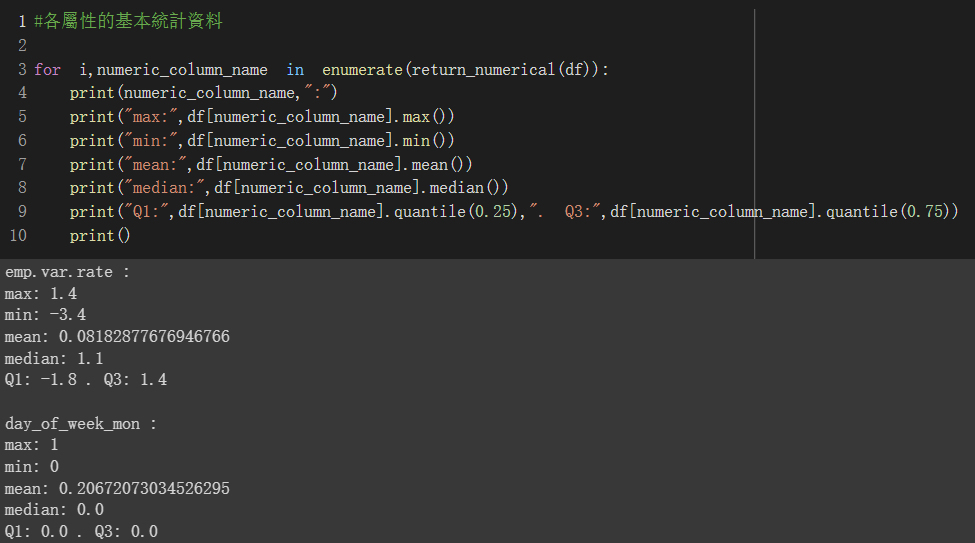 1 #各屬性的基本統計資料
2
3 for  i,numeric_column_name  in  enumerate(return_numerical(df)):
4     print(numeric_column_name,":")
5     print("max:",df[numeric_column_name].max())
6     print("min:",df[numeric_column_name].min())
7     print("mean:",df[numeric_column_name].mean())
8     print("median:",df[numeric_column_name].median())
9     print("Q1:",df[numeric_column_name].quantile(0.25),".  Q3:",df[numeric_column_name].quantile(0.75))
10     print()
emp.var.rate :
max: 1.4
min: -3.4
mean: 0.08182877676946766
median: 1.1
Q1: -1.8 . Q3: 1.4

day_of_week_mon :
max: 1
min: 0
mean: 0.20672073034526295
median: 0.0
Q1: 0.0 . Q3: 0.0